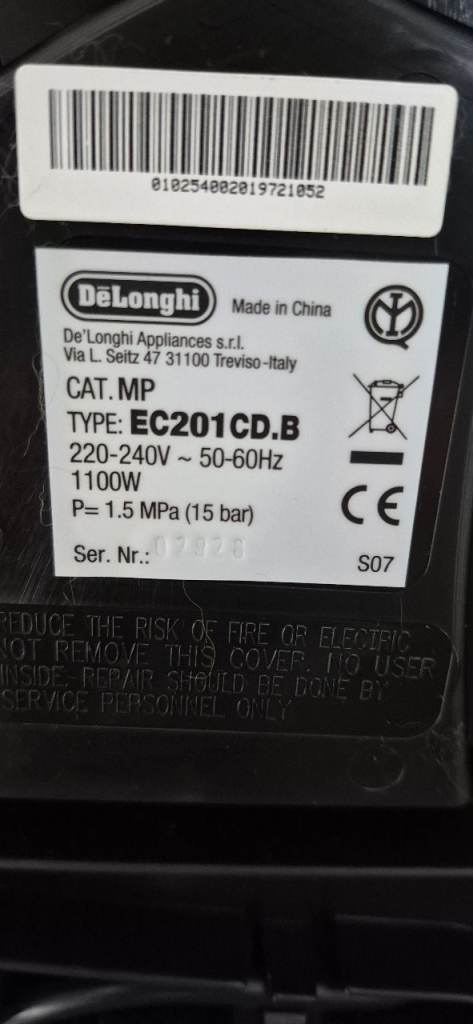 010254002019721052
DēLonghi
Made in China
De'Longhi Appliances s.r.l.
Via L. Seitz 47 31100 Treviso-Italy
CAT. MP
TYPE: EC201CD.B
220-240V ~ 50-60Hz
1100W
P= 1.5 MPa (15 bar)
Ser. Nr.:
CE
S07
REDUCE THE RISK OF FIRE OR ELECTRIC
NOT REMOVE THIS COVER. NO USER
INSIDE. REPAIR SHOULD BE DONE BY
SERVICE PERSONNEL ONLY